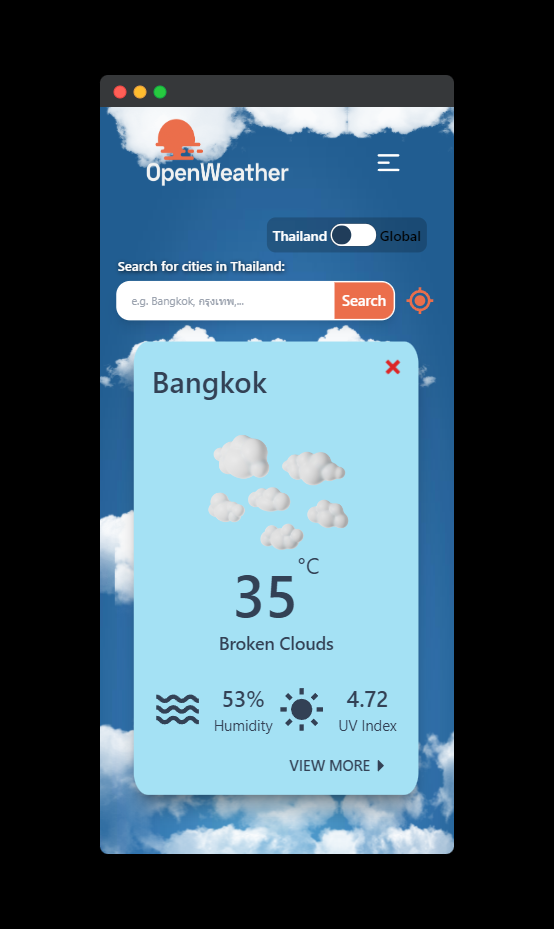 OpenWeather
Thailand Global
Search for cities in Thailand:
e.g. Bangkok, กรุงเทพ,... Search
Bangkok
35 °C
Broken Clouds
53% 4.72
Humidity UV Index
VIEW MORE